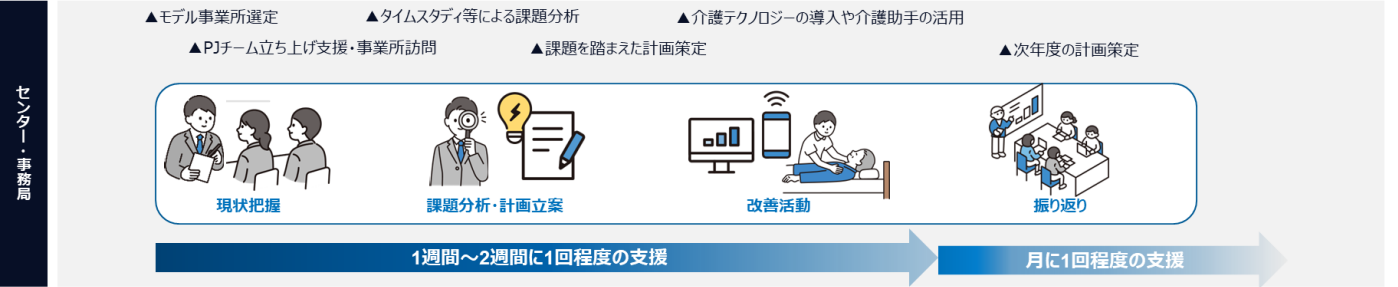 センター・事務局
▲モデル事業所選定
▲タイムスタディ等による課題分析
▲介護テクノロジーの導入や介護助手の活用
▲PJチーム立ち上げ支援・事業所訪問
▲課題を踏まえた計画策定
▲次年度の計画策定
現状把握
課題分析・計画立案
改善活動
振り返り
1週間～2週間に1回程度の支援
月に1回程度の支援